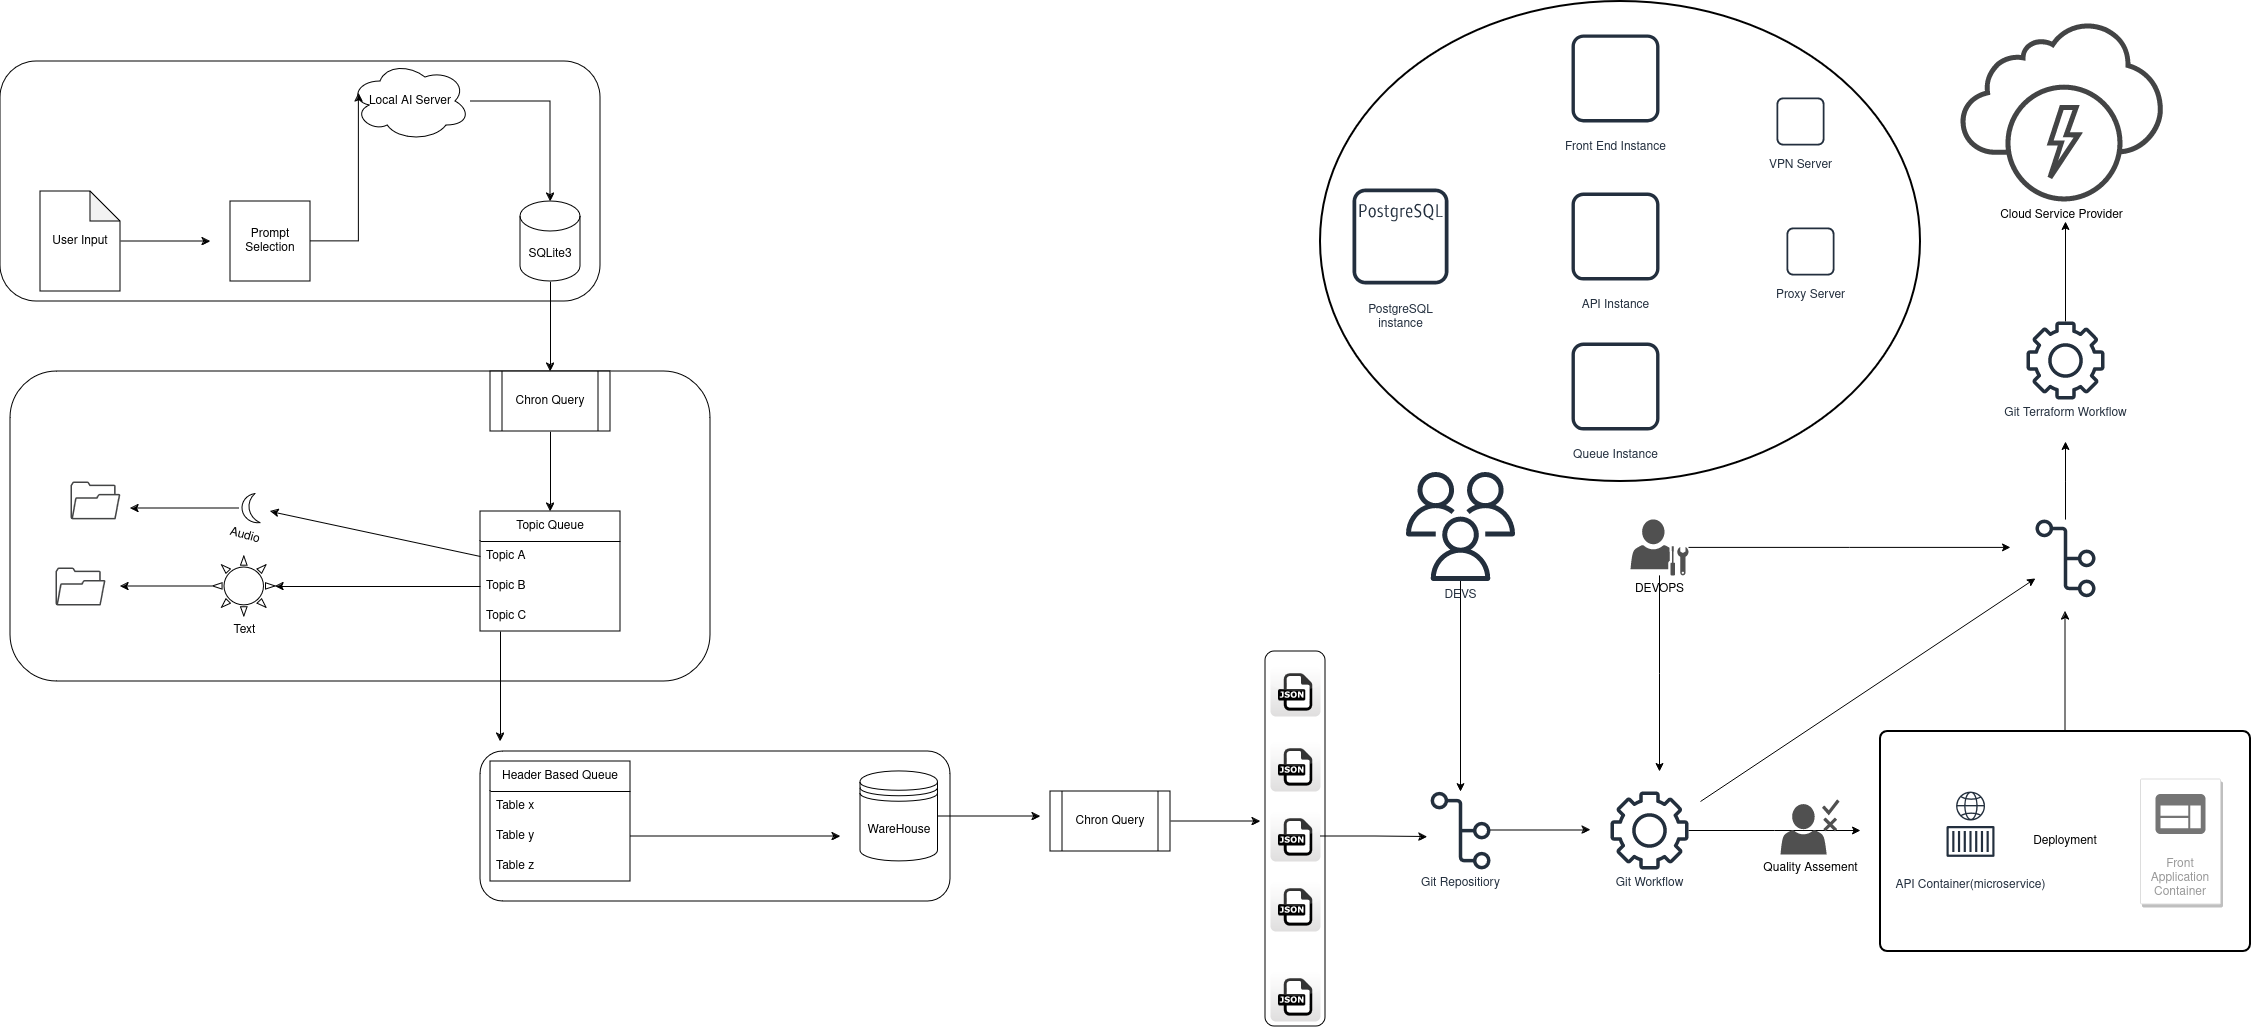 Local AI Server
User Input
Prompt
Selection
SQLite3
Chron Query
Topic Queue
Topic A
Topic B
Topic C
Audio
Text
Header Based Queue
Table x
Table y
Table z
WareHouse
Chron Query
JSON
JSON
JSON
JSON
JSON
Front End Instance
VPN Server
PostgreSQL
PostgreSQL
instance
API Instance
Proxy Server
Queue Instance
Cloud Service Provider
Git Terraform Workflow
DEVS
DEVOPS
Git Repository
Git Workflow
Quality Assement
Deployment
API Container(microservice)
Front
Application
Container